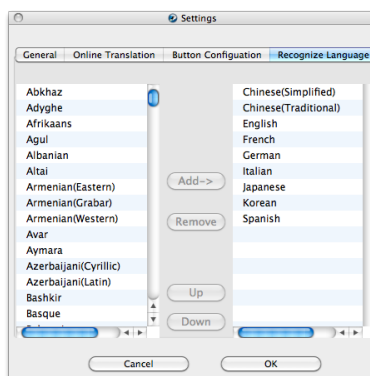 Settings
General Online Translation Button Configuation Recognize Language
Abkhaz
Adyghe
Afrikaans
Agul
Albanian
Altai
Armenian(Eastern)
Armenian(Grabar)
Armenian(Western)
Avar
Aymara
Azerbaijani(Cyrillic)
Azerbaijani(Latin)
Bashkir
Basque
Add->
Remove
Up
Down
Chinese(Simplified)
Chinese(Traditional)
English
French
German
Italian
Japanese
Korean
Spanish
Cancel OK